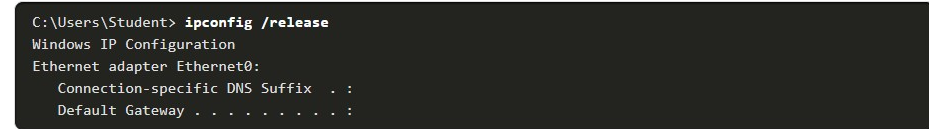 C:\Users\Student> ipconfig /release
Windows IP Configuration
Ethernet adapter Ethernet0:
   Connection-specific DNS Suffix  . :
   Default Gateway . . . . . . . . . :